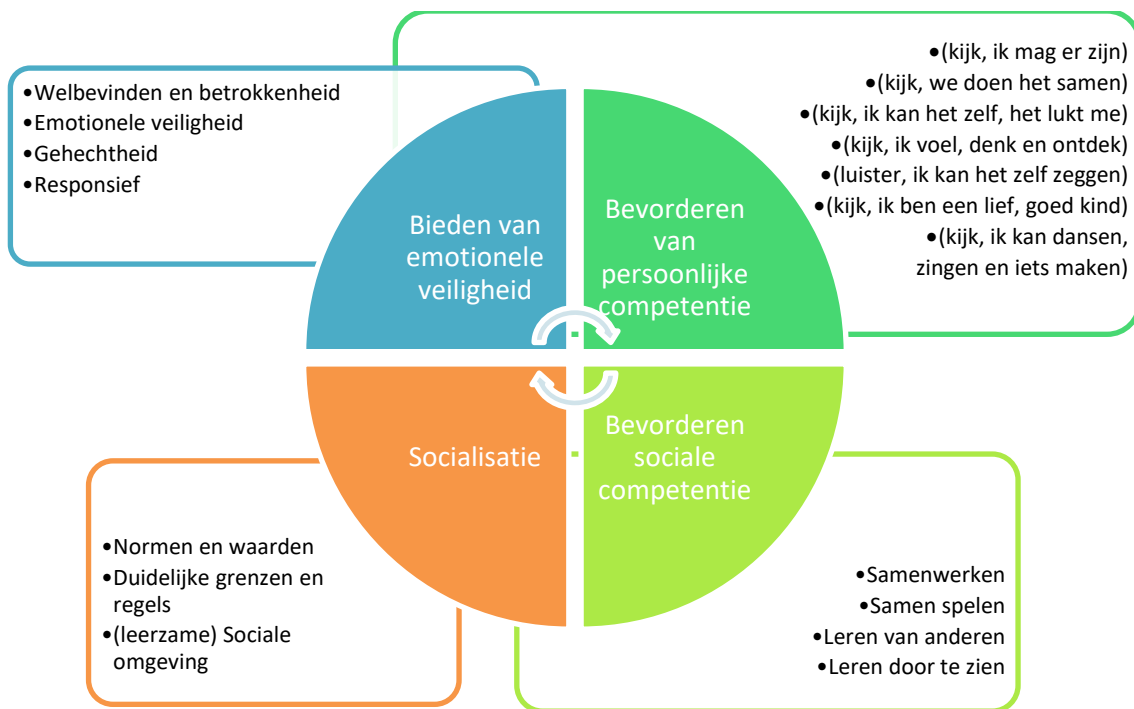 •Welbevinden en betrokkenheid
•Emotionele veiligheid
•Gehechtheid
•Responsief
•(kijk, ik mag er zijn)
•(kijk, we doen het samen)
•(kijk, ik kan het zelf, het lukt me)
•(kijk, ik voel, denk en ontdek)
•(luister, ik kan het zelf zeggen)
•(kijk, ik ben een lief, goed kind)
•(kijk, ik kan dansen,
zingen en iets maken)
Bieden van
emotionele
veiligheid
Bevorderen
van
persoonlijke
competentie
Socialisatie
Bevorderen
sociale
competentie
•Normen en waarden
•Duidelijke grenzen en
regels
•(leerzame) Sociale
omgeving
•Samenwerken
•Samen spelen
•Leren van anderen
•Leren door te zien